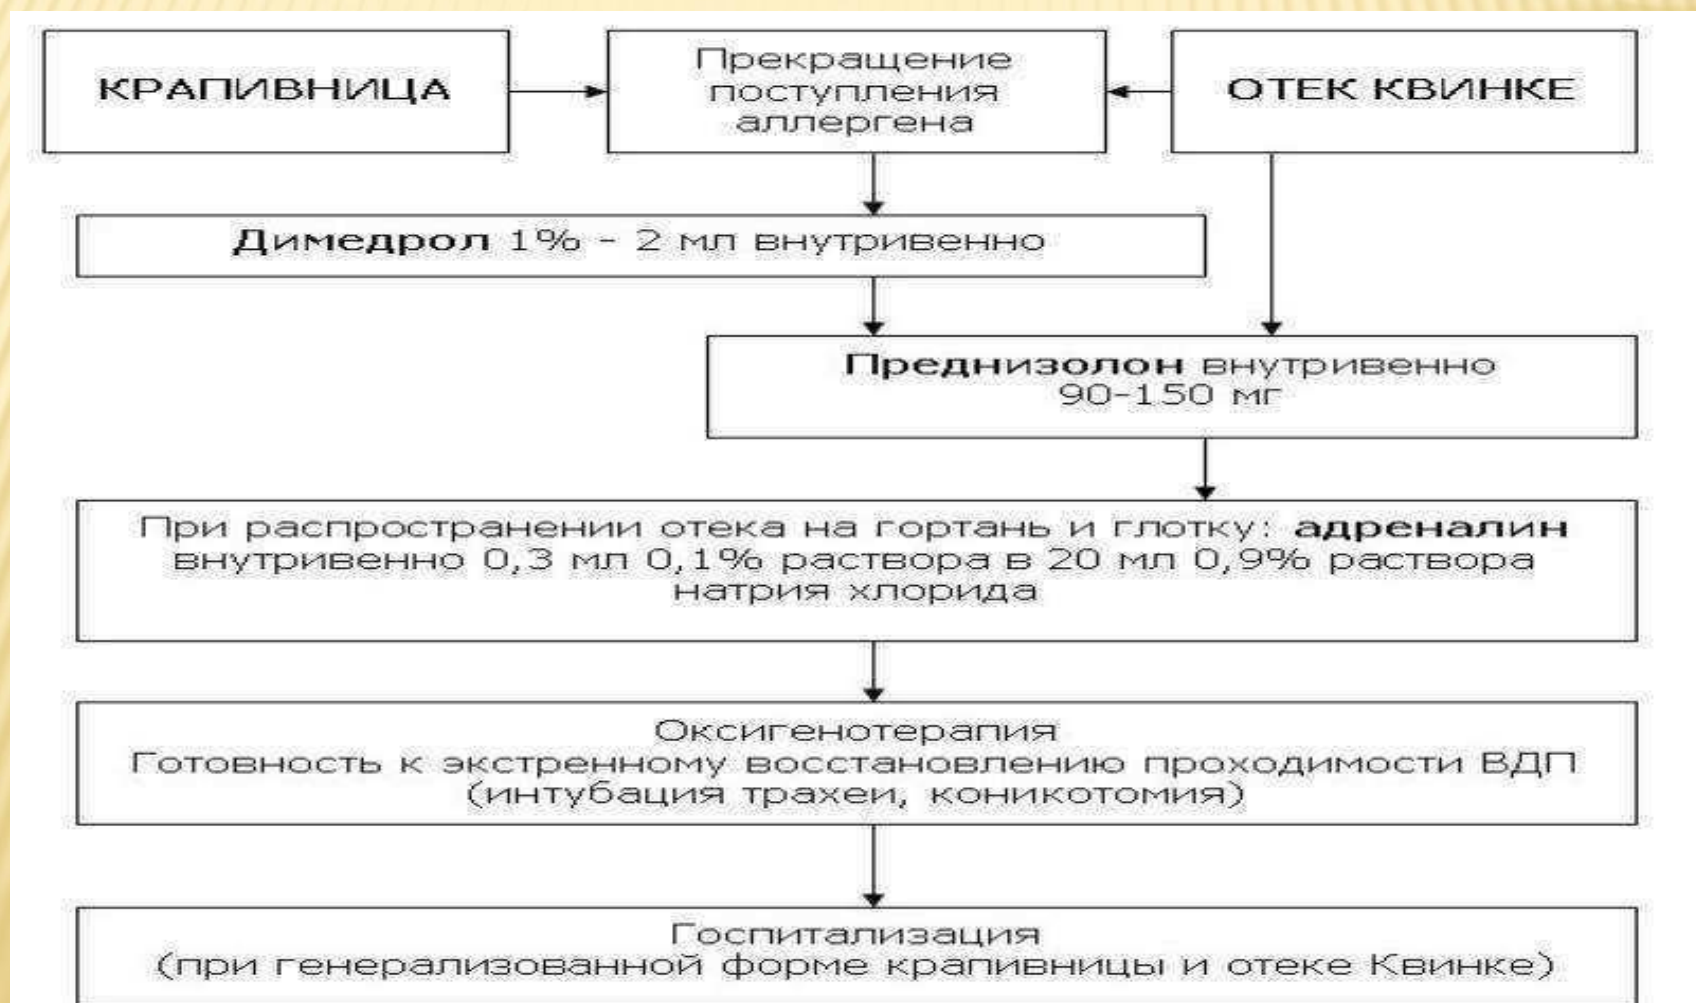 КРАПИВНИЦА
Прекращение
поступления
аллергена
ОТЕК КВИНКЕ
Димедрол 1% - 2 мл внутривенно
Преднизолон внутривенно
90-150 мг
При распространении отека на гортань и глотку: адреналин
внутривенно 0,3 мл 0,1% раствора в 20 мл 0,9% раствора
натрия хлорида
Оксигенотерапия
Готовность к экстренному восстановлению проходимости ВДП
(интубация трахеи, коникотомия)
Госпитализация
(при генерализованной форме крапивницы и отеке Квинке)